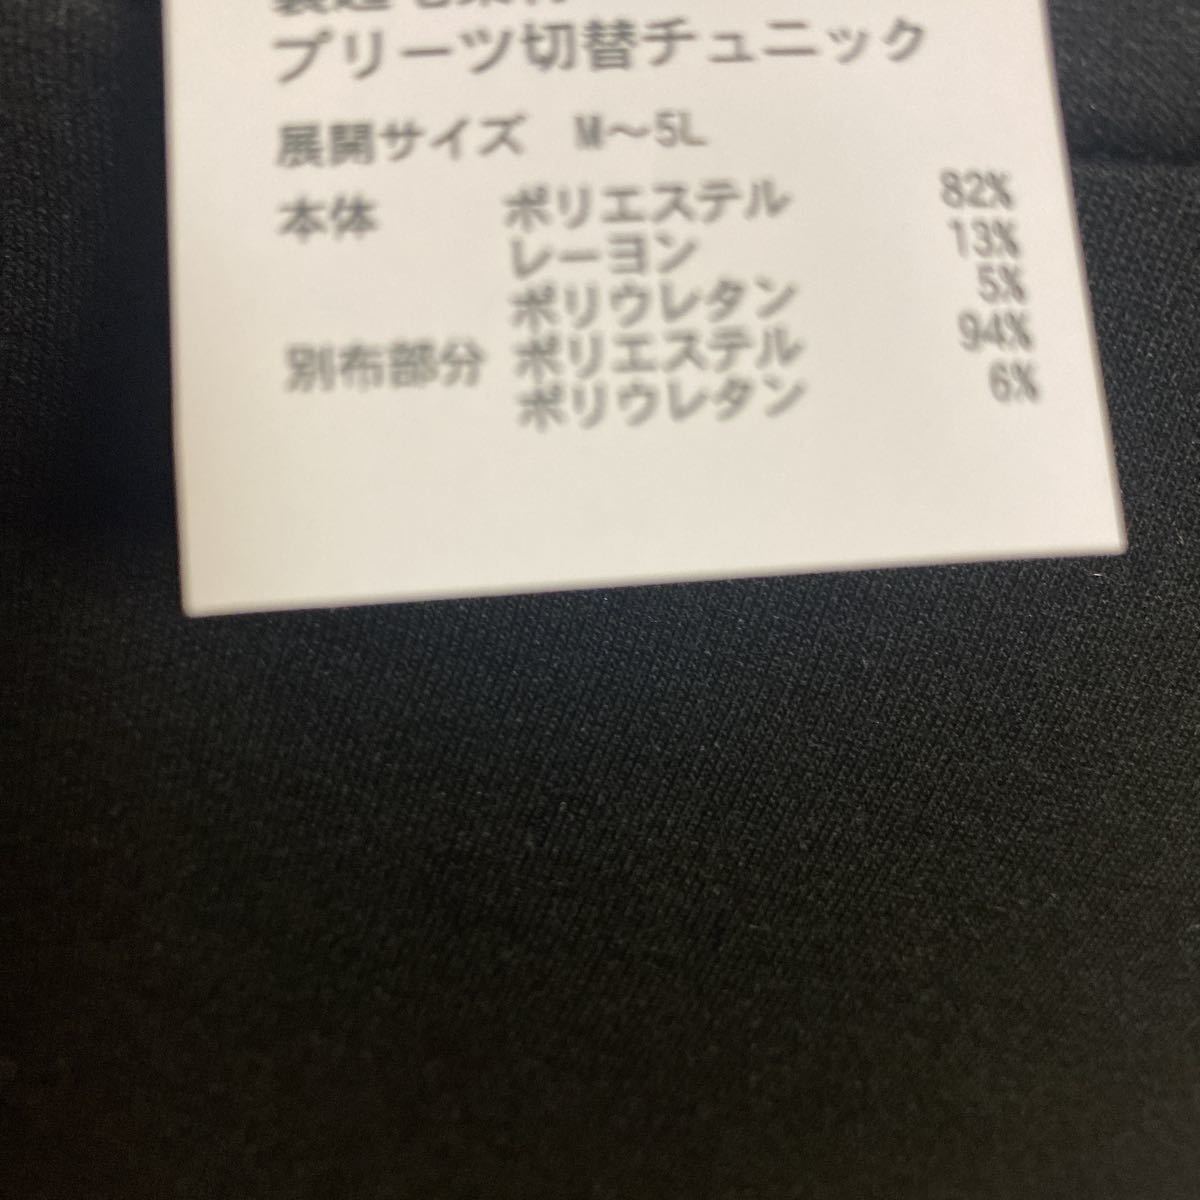 プリーツ切替チュニック
展開サイズ　M～5L
本体　ポリエステル　82%
レーヨン　13%
ポリウレタン　5%
別布部分　ポリエステル　94%
ポリウレタン　6%